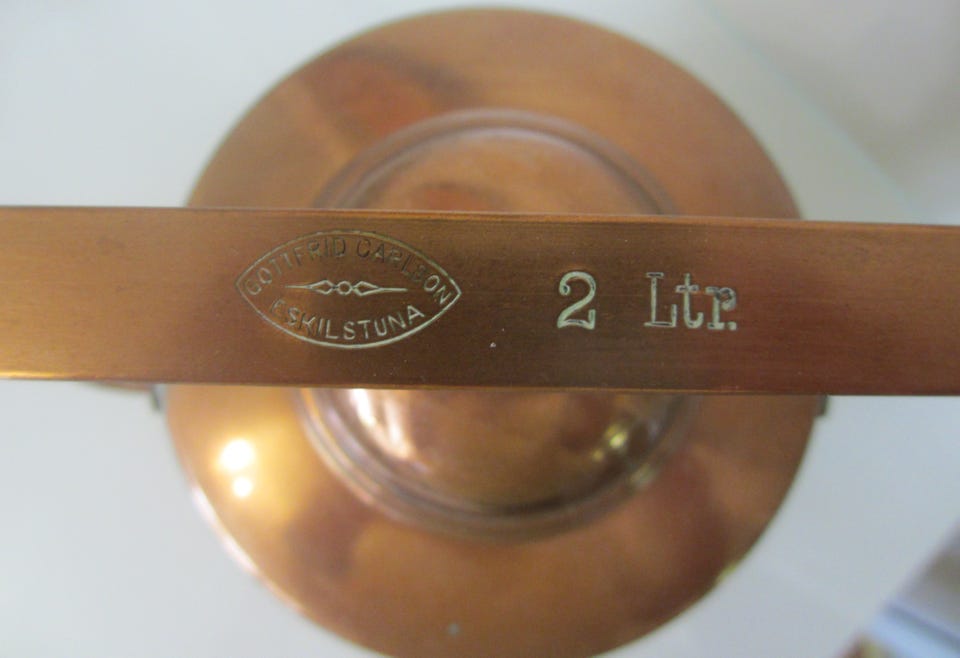 GOTTFRID CARLSON
ESKILSTUNA
2 Ltr.